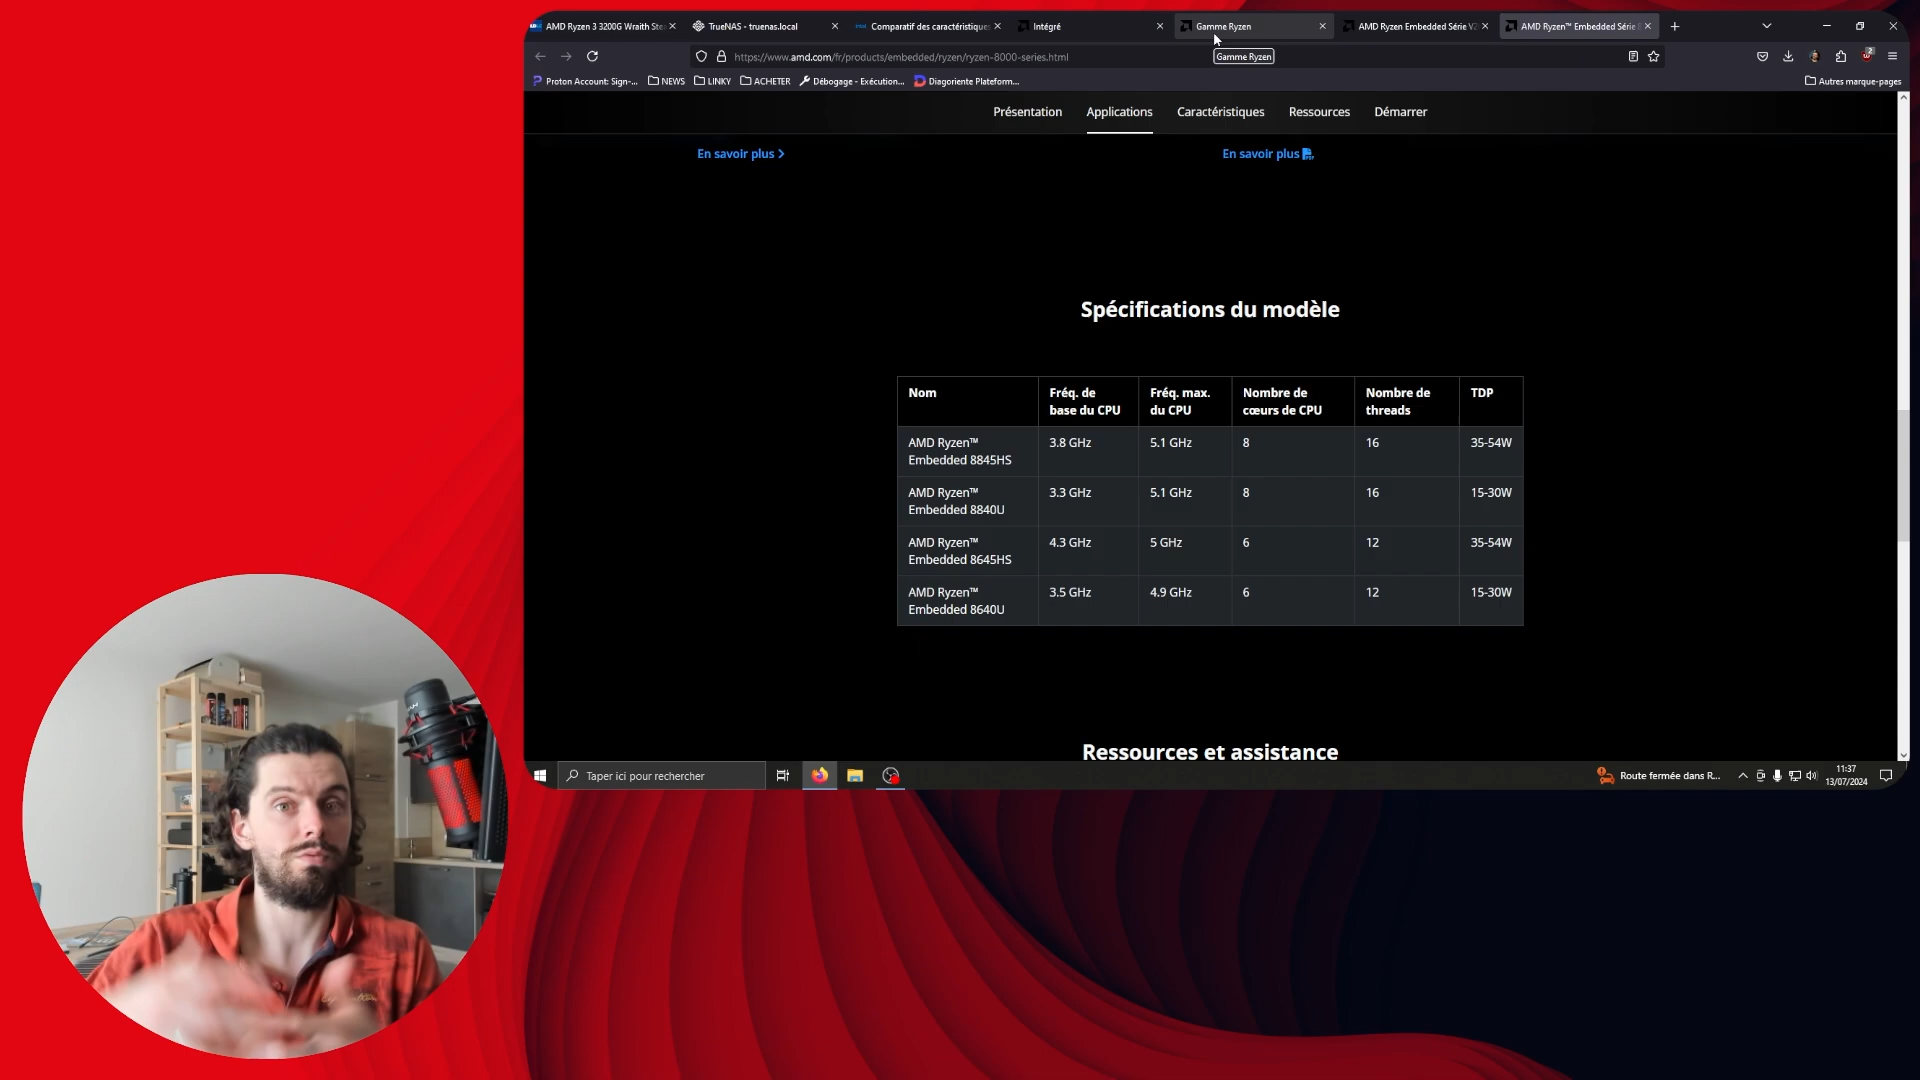 AMD Ryzen 3 3200G Wraith Ste
TrueNAS - truenas.local
Comparatif des caractéristiques
Intégré
Gamme Ryzen
AMD Ryzen Embedded Série V2
AMD Ryzen™ Embedded Série 8
https://www.amd.com/fr/products/embedded/ryzen/ryzen-8000-series.html
Gamme Ryzen
2
Proton Account: Sign-...
NEWS
LINKY
ACHETER
Débogage - Exécution...
Diagoriente Plateform...
Autres marque-pages
Présentation
Applications
Caractéristiques
Ressources
Démarrer
En savoir plus
En savoir plus
Spécifications du modèle
Nom
Fréq. de
base du CPU
Fréq. max.
du CPU
Nombre de
cœurs de CPU
Nombre de
threads
TDP
AMD Ryzen™
Embedded 8845HS
3.8 GHz
5.1 GHz
8
16
35-54W
AMD Ryzen™
Embedded 8840U
3.3 GHz
5.1 GHz
8
16
15-30W
AMD Ryzen™
Embedded 8645HS
4.3 GHz
5 GHz
6
12
35-54W
AMD Ryzen™
Embedded 8640U
3.5 GHz
4.9 GHz
6
12
15-30W
Ressources et assistance
Taper ici pour rechercher
Route fermée dans R...
11:37
13/07/2024